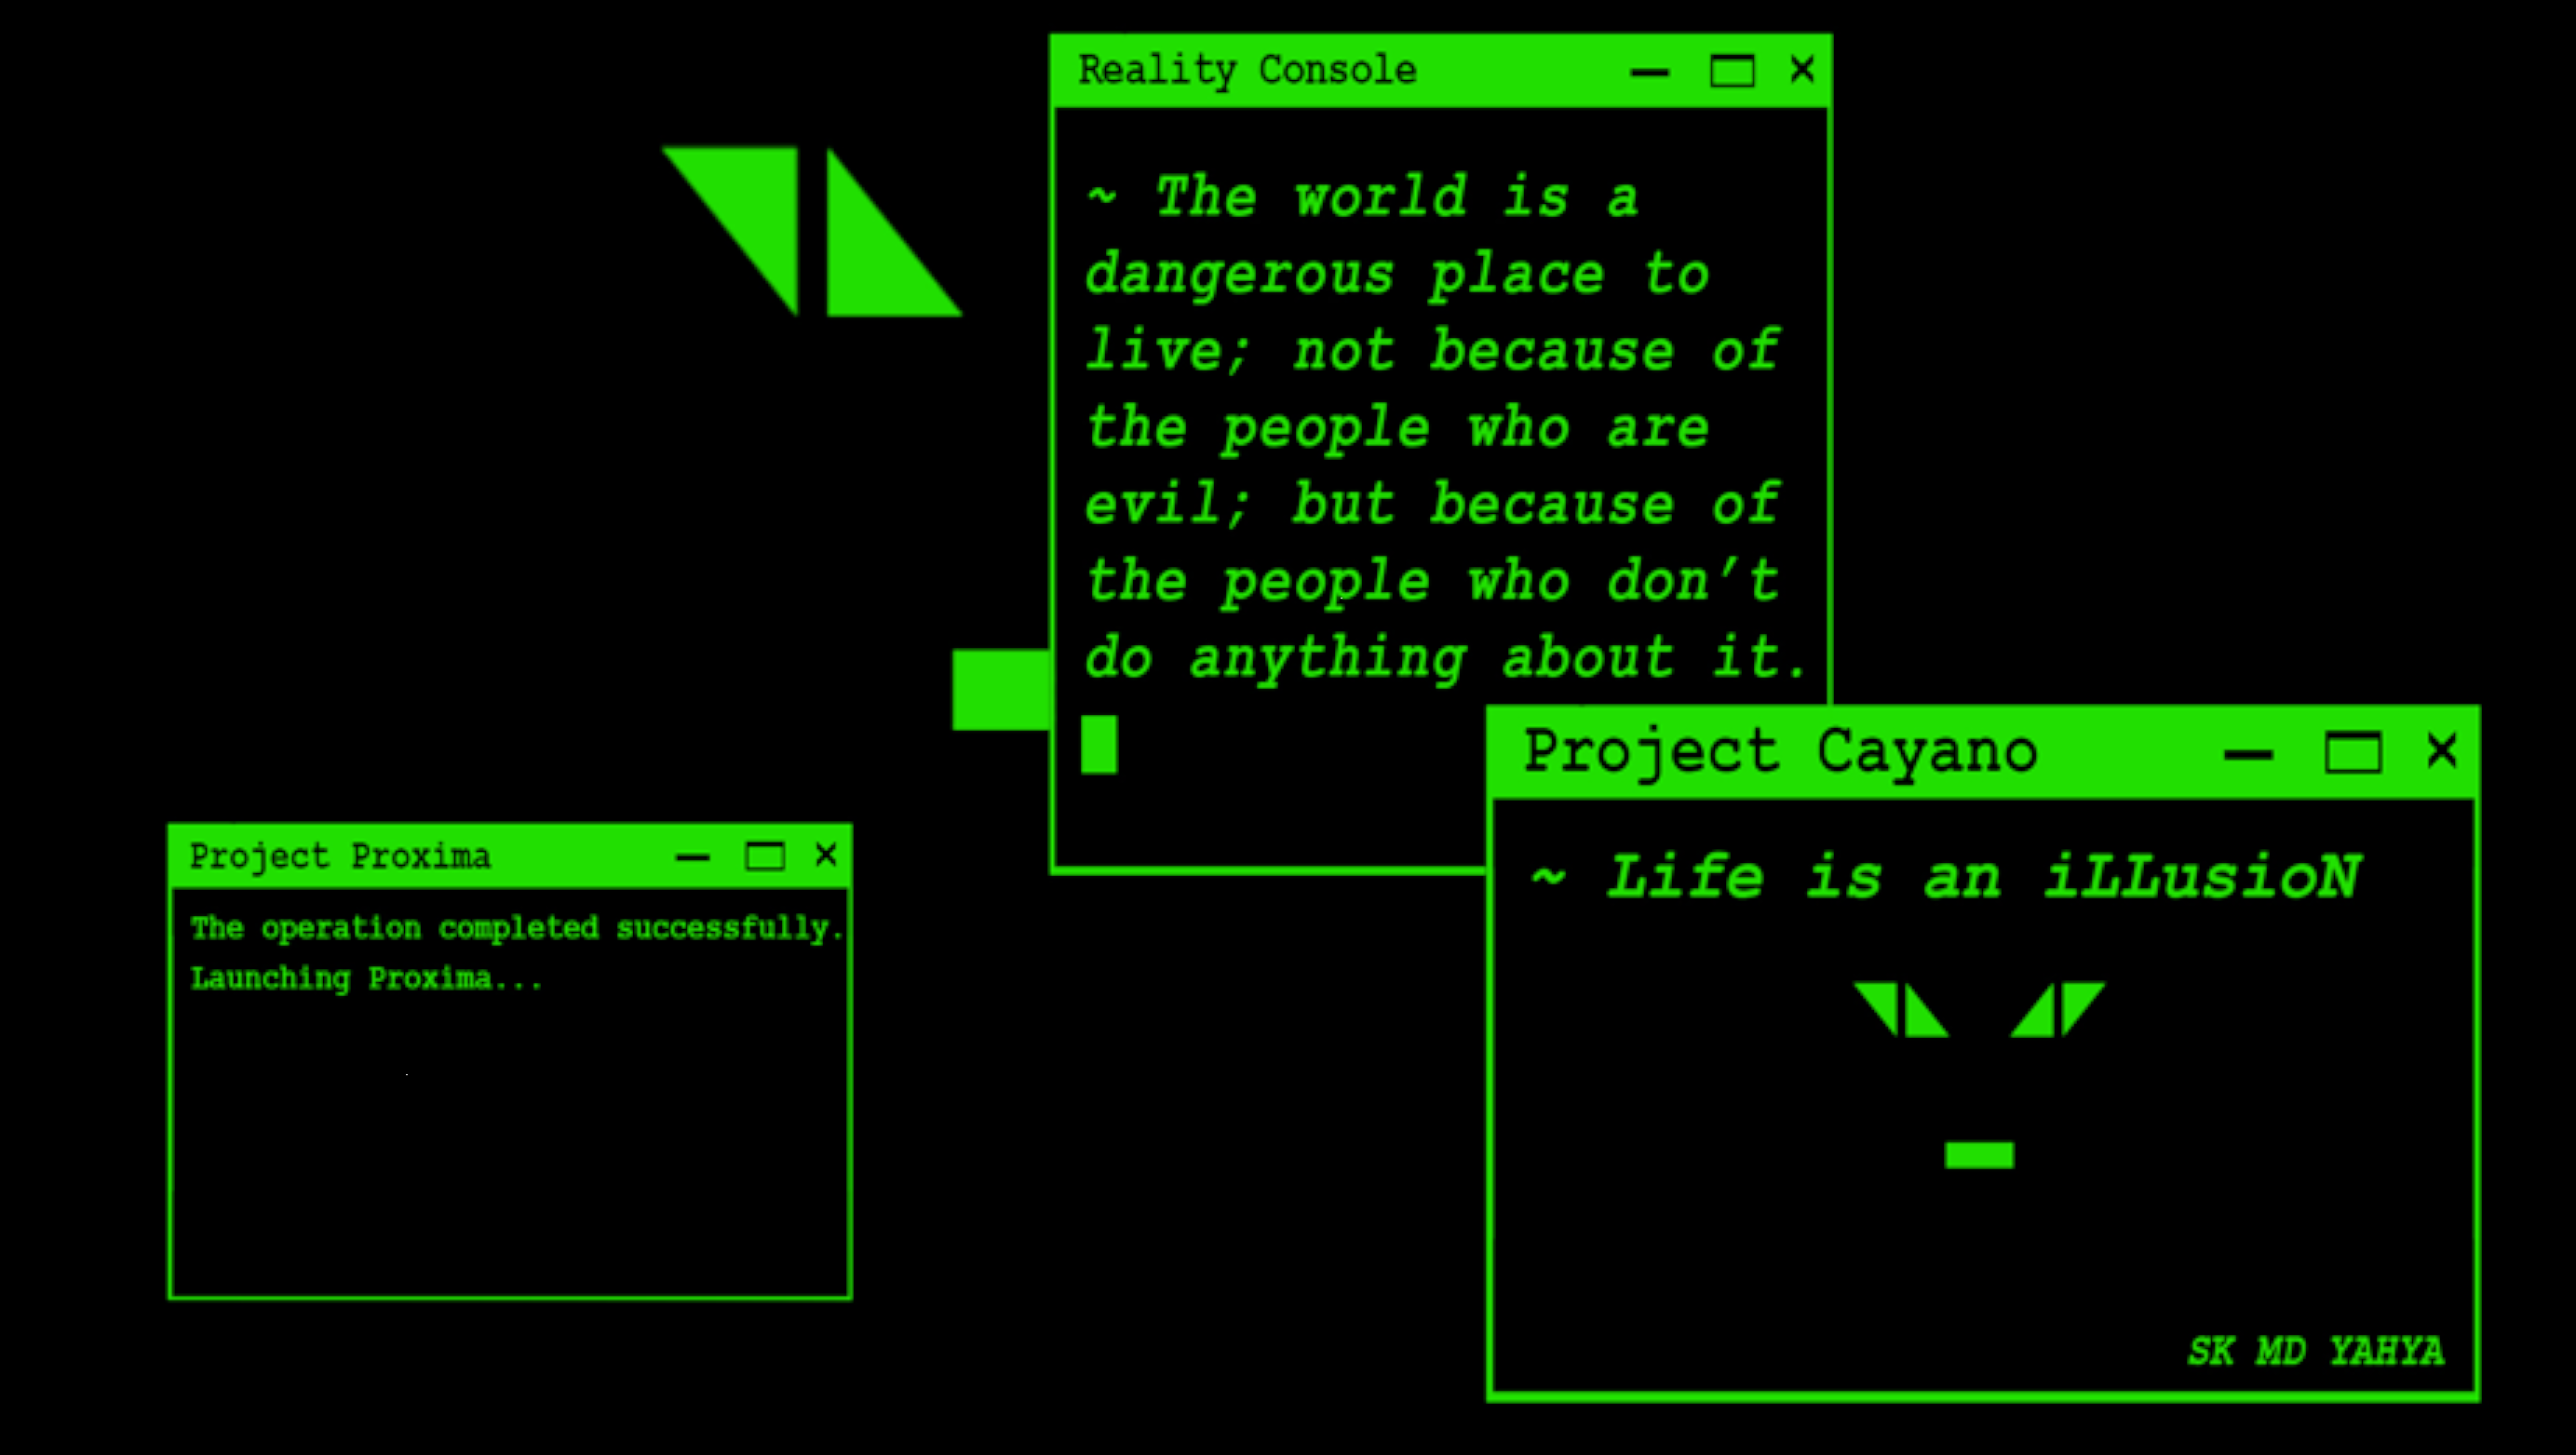 Reality Console
~ The world is a
dangerous place to
live; not because of
the people who are
evil; but because of
the people who don’t
do anything about it.
Project Proxima
The operation completed successfully.
Launching Proxima...
Project Cayano
~ Life is an iLLusioN
SK MD YAHYA